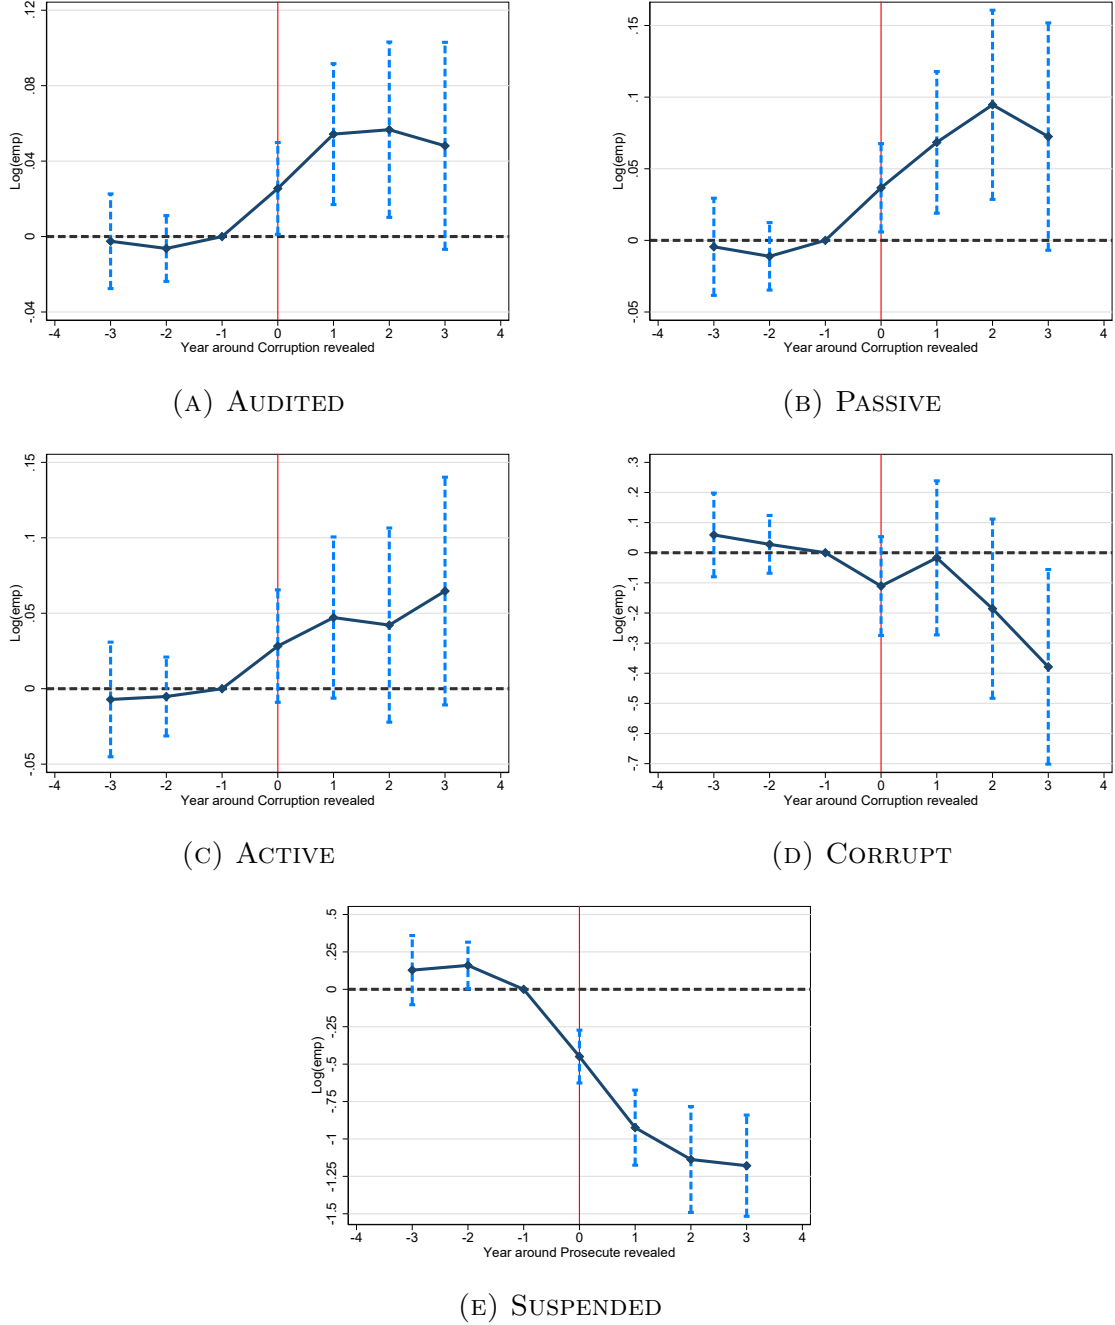 .12
.08
.04
0
-.04
Log(emp)
-4 -3 -2 -1 0 1 2 3 4
Year around Corruption revealed
(A) AUDITED
.15
.1
.05
0
-.05
Log(emp)
-4 -3 -2 -1 0 1 2 3 4
Year around Corruption revealed
(B) PASSIVE
.15
.1
.05
0
-.05
Log(emp)
-4 -3 -2 -1 0 1 2 3 4
Year around Corruption revealed
(C) ACTIVE
.3
.2
.1
0
-.1
-.2
-.3
-.4
-.5
-.6
-.7
Log(emp)
-4 -3 -2 -1 0 1 2 3 4
Year around Corruption revealed
(D) CORRUPT
.5
.25
0
-.25
-.5
-.75
-1
-1.25
-1.5
Log(emp)
-4 -3 -2 -1 0 1 2 3 4
Year around Prosecute revealed
(E) SUSPENDED